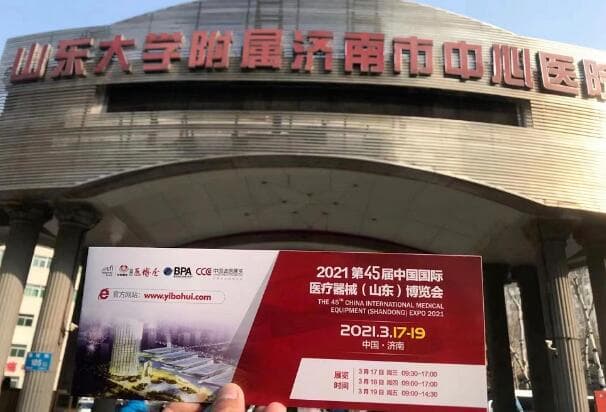 山东大学附属济南市中心医院
BPA
CCE
官方网站：www.yibohui.com
2021 第45届中国国际
医疗器械（山东）博览会
THE 45TH CHINA INTERNATIONAL MEDICAL
EQUIPMENT (SHANDONG) EXPO 2021
2021.3.17-19
中国·济南
展览
时间
3月17日 周三 09:30-17:00
3月18日 周四 09:00-17:00
3月19日 周五 09:00-14:30
105